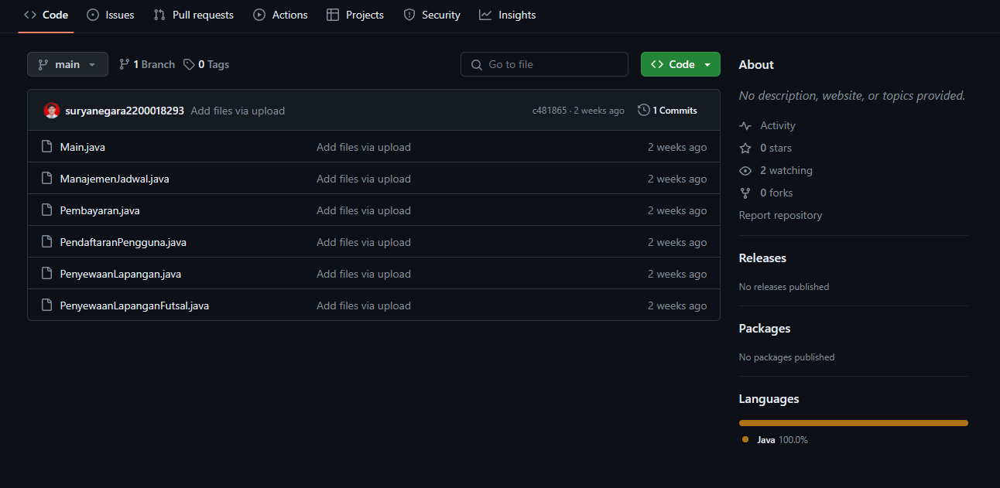 Code Issues Pull requests Actions Projects Security Insights
main 1 Branch 0 Tags Go to file Code
suryanegara2200018293 Add files via upload c481865 · 2 weeks ago 1 Commits
Main.java Add files via upload 2 weeks ago
ManajemenJadwal.java Add files via upload 2 weeks ago
Pembayaran.java Add files via upload 2 weeks ago
PendaftaranPengguna.java Add files via upload 2 weeks ago
PenyewaanLapangan.java Add files via upload 2 weeks ago
PenyewaanLapanganFutsal.java Add files via upload 2 weeks ago
About
No description, website, or topics provided.
Activity
0 stars
2 watching
0 forks
Report repository
Releases
No releases published
Packages
No packages published
Languages
Java 100.0%